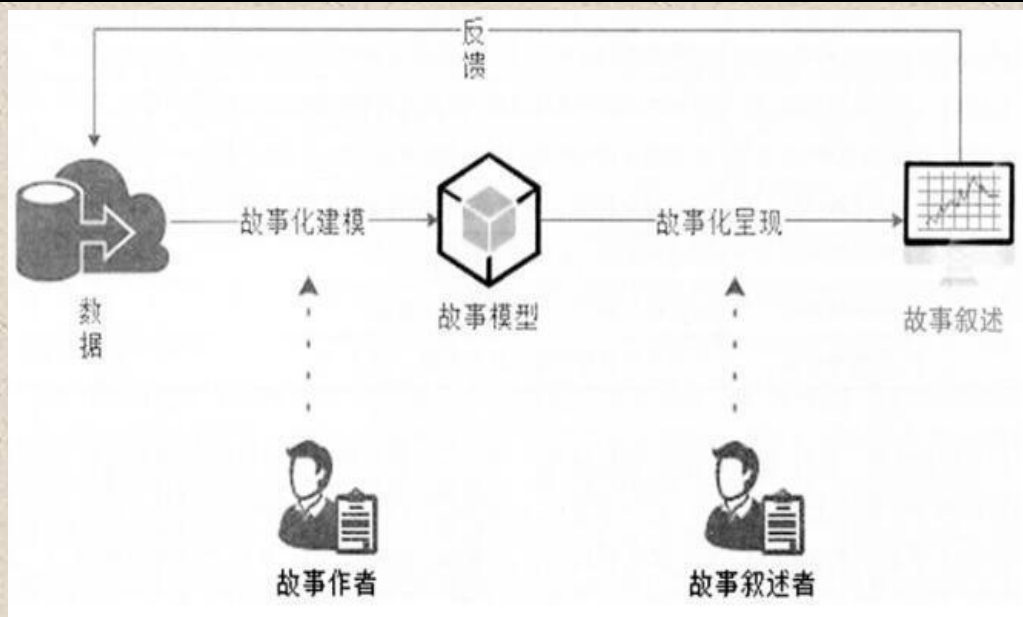 反
馈
故事化建模
故事化呈现
数
据
故事模型
故事叙述
故事作者
故事叙述者